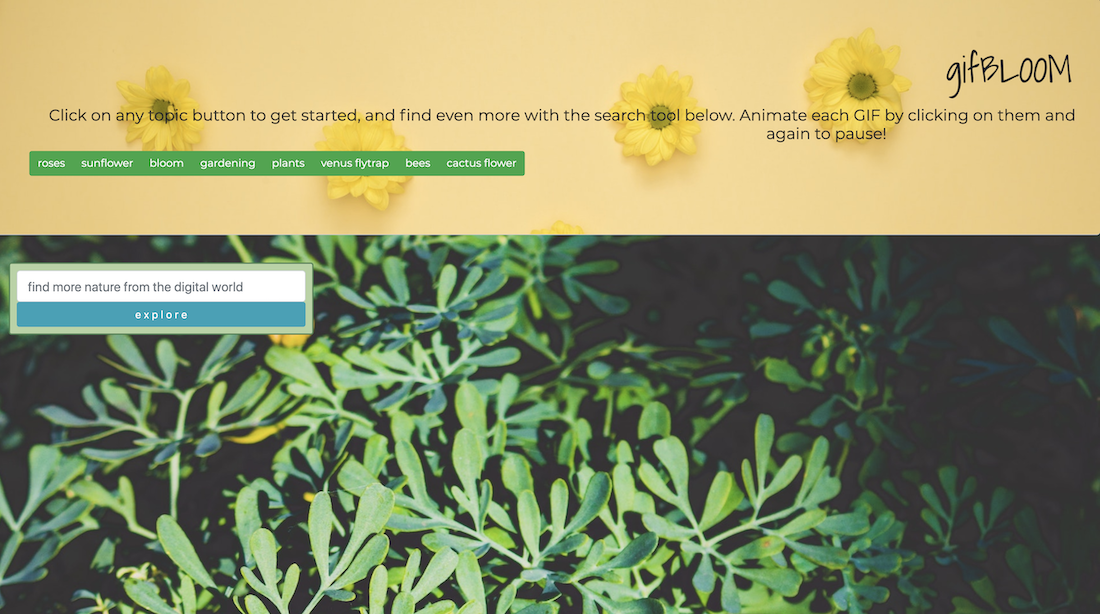 gifBLOOM
Click on any topic button to get started, and find even more with the search tool below. Animate each GIF by clicking on them and
again to pause!
roses sunflower bloom gardening plants venus flytrap bees cactus flower
find more nature from the digital world
explore